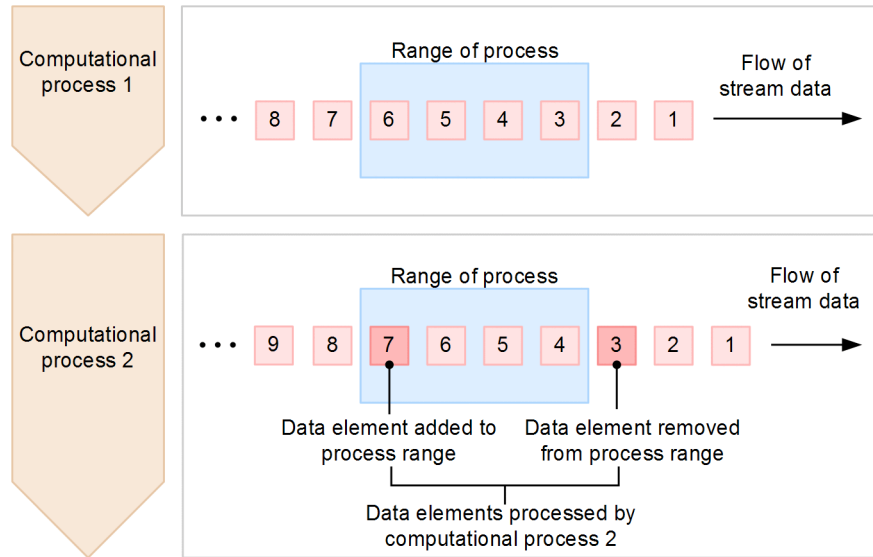 Computational
process 1
Range of process
Flow of
stream data
••• 8 7 6 5 4 3 2 1
Computational
process 2
Range of process
Flow of
stream data
••• 9 8 7 6 5 4 3 2 1
Data element added to
process range
Data element removed
from process range
Data elements processed by
computational process 2